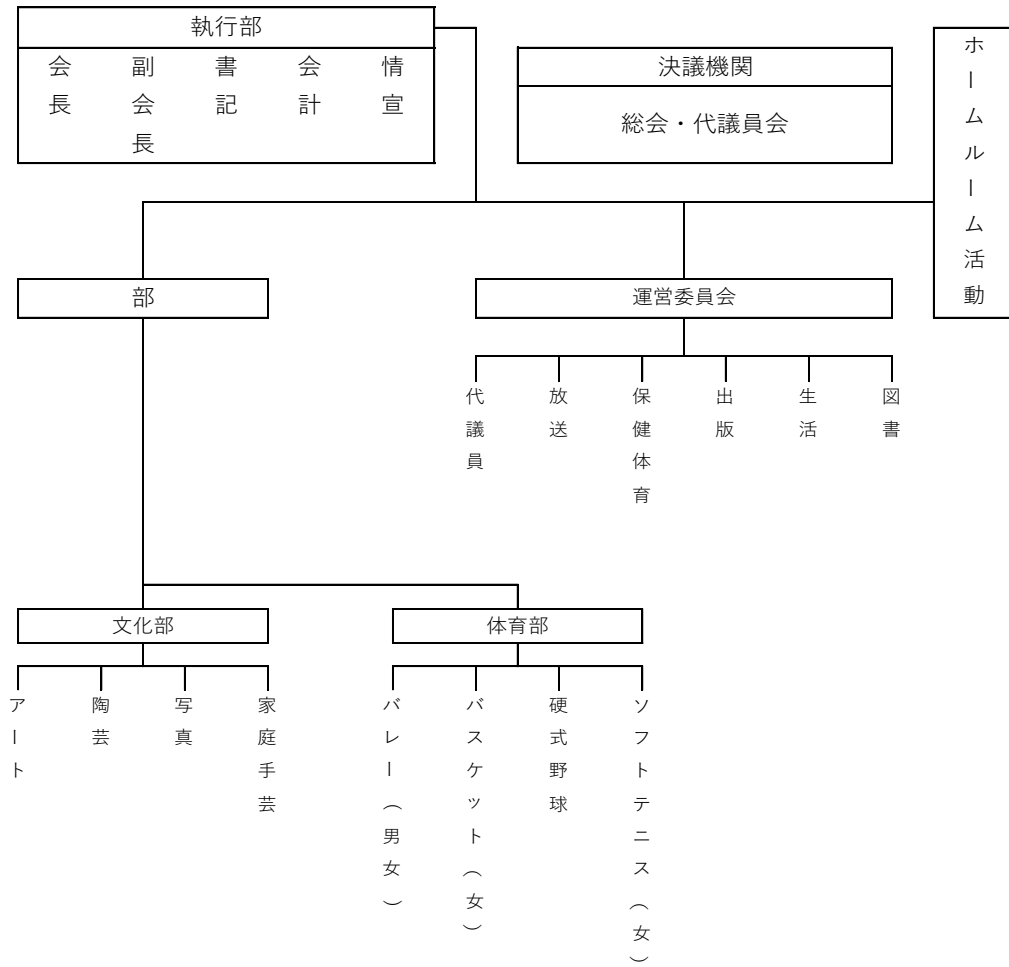 執行部
会長
副会長
書記
会計
情宣
決議機関
総会・代議員会
ホームルーム活動
部
運営委員会
代議員
放送
保健体育
出版
生活
図書
文化部
体育部
アート
陶芸
写真
家庭手芸
バレー（男女）
バスケット（女）
硬式野球
ソフトテニス（女）